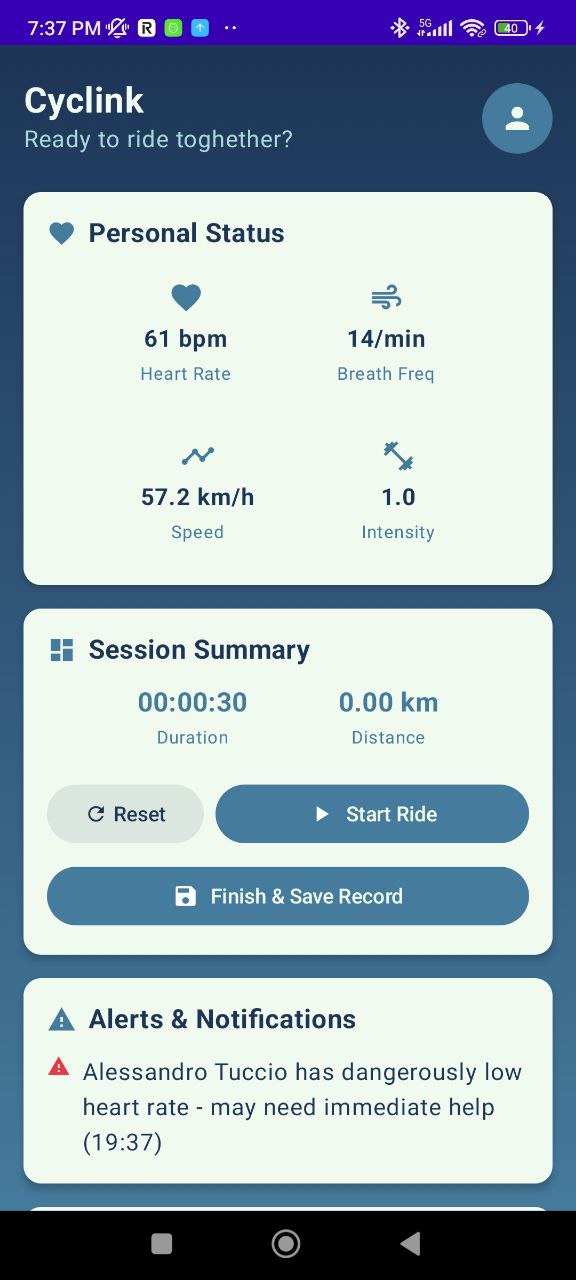 7:37 PM 5G 40
Cyclink
Ready to ride toghether?
Personal Status
61 bpm 14/min
Heart Rate Breath Freq
57.2 km/h 1.0
Speed Intensity
Session Summary
00:00:30 0.00 km
Duration Distance
Reset Start Ride
Finish & Save Record
Alerts & Notifications
Alessandro Tuccio has dangerously low
heart rate - may need immediate help
(19:37)